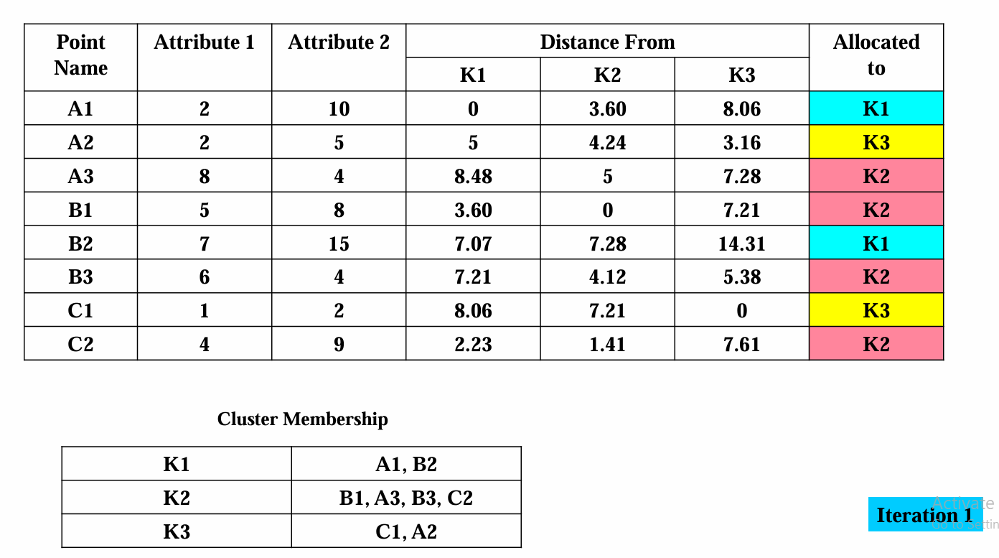 Point Name Attribute 1 Attribute 2 Distance From Allocated to
K1 K2 K3
A1 2 10 0 3.60 8.06 K1
A2 2 5 5 4.24 3.16 K3
A3 8 4 8.48 5 7.28 K2
B1 5 8 3.60 0 7.21 K2
B2 7 15 7.07 7.28 14.31 K1
B3 6 4 7.21 4.12 5.38 K2
C1 1 2 8.06 7.21 0 K3
C2 4 9 2.23 1.41 7.61 K2
Cluster Membership
K1 A1, B2
K2 B1, A3, B3, C2
K3 C1, A2
Activate
Iteration 1
Go to Settin